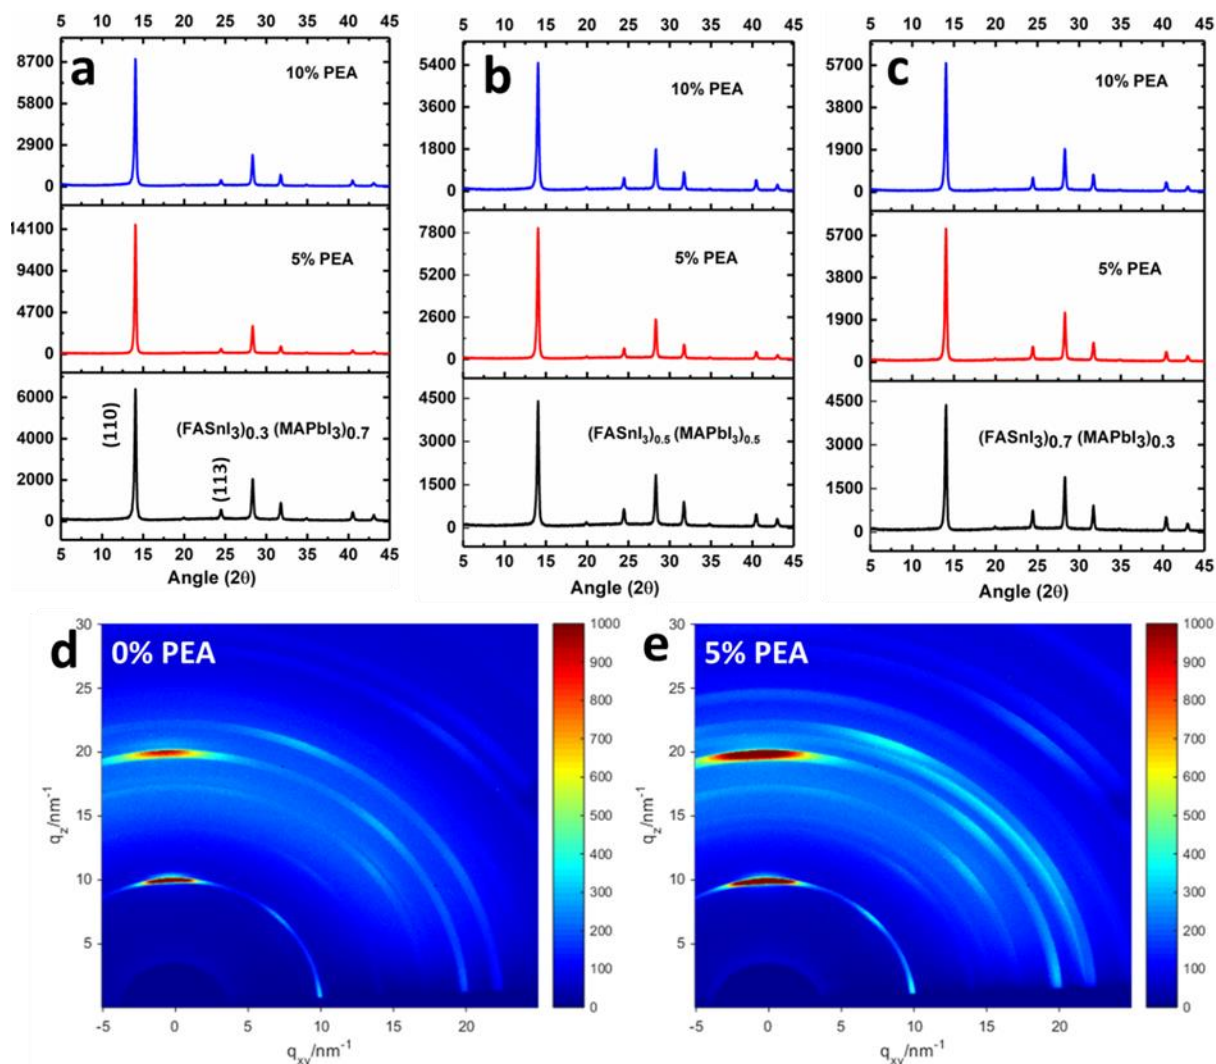 5 10 15 20 25 30 35 40 45
a
8700
10% PEA
5800
2900
0
14100
5% PEA
9400
4700
0
6000
(110)
(FASnI3)0.3 (MAPbI3)0.7
4000
(113)
2000
0
5 10 15 20 25 30 35 40 45
Angle (2θ)
5 10 15 20 25 30 35 40 45
b
5400
10% PEA
3600
1800
0
7800
5% PEA
5200
2600
0
4500
(FASnI3)0.5 (MAPbI3)0.5
3000
1500
0
5 10 15 20 25 30 35 40 45
Angle (2θ)
5 10 15 20 25 30 35 40 45
c
5700
10% PEA
3800
1900
0
5700
5% PEA
3800
1900
0
4500
(FASnI3)0.7 (MAPbI3)0.3
3000
1500
0
5 10 15 20 25 30 35 40 45
Angle (2θ)
d
0% PEA
30
25
20
15
10
5
qz/nm-1
-5 0 5 10 15 20
qxy/nm-1
1000
900
800
700
600
500
400
300
200
100
0
e
5% PEA
30
25
20
15
10
5
qz/nm-1
-5 0 5 10 15 20
qxy/nm-1
1000
900
800
700
600
500
400
300
200
100
0